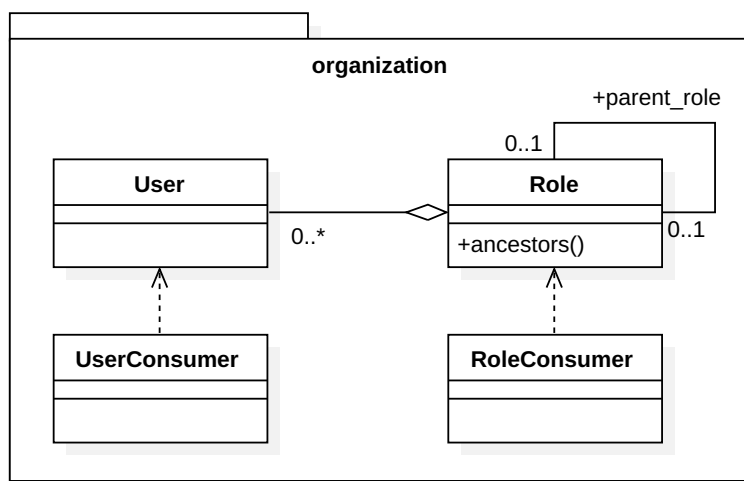 organization
+parent_role
0..1
User
Role
0..*
0..1
+ancestors()
UserConsumer
RoleConsumer